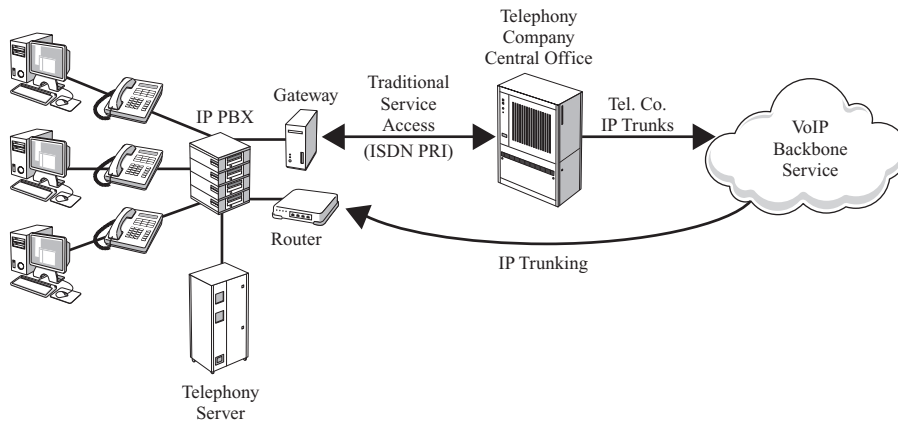 Telephony
Company
Central Office
Traditional
Service
Access
(ISDN PRI)
Gateway
IP PBX
Tel. Co.
IP Trunks
VoIP
Backbone
Service
Router
IP Trunking
Telephony
Server